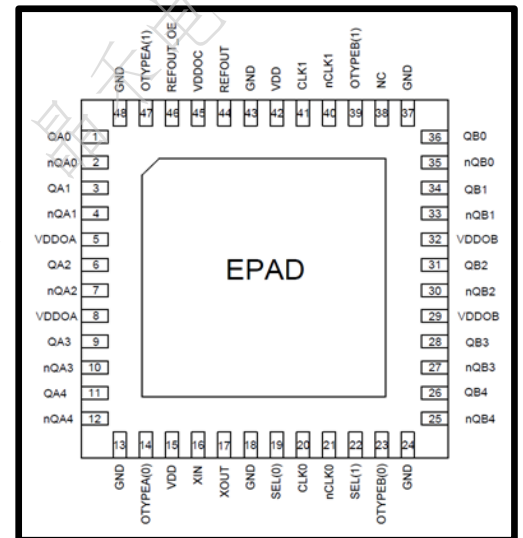 GND OTYPEA(1) REFOUT_OE VDDOC REFOUT GND VDD CLK1 nCLK1 OTYPEB(1) NC GND
48 47 46 45 44 43 42 41 40 39 38 37
QA0 1 36 QB0
nQA0 2 35 nQB0
QA1 3 34 QB1
nQA1 4 33 nQB1
VDDOA 5 32 VDDOB
QA2 6 31 QB2
nQA2 7 30 nQB2
VDDOA 8 29 VDDOB
QA3 9 28 QB3
nQA3 10 27 nQB3
QA4 11 26 QB4
nQA4 12 25 nQB4
EPAD
13 14 15 16 17 18 19 20 21 22 23 24
GND OTYPEA(0) VDD XIN XOUT GND SEL(0) CLK0 nCLK0 SEL(1) OTYPEB(0) GND